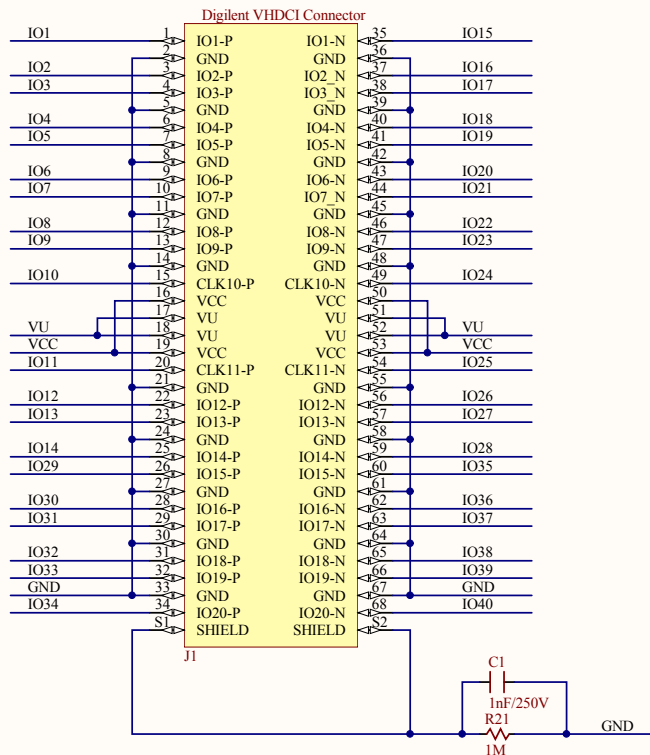 Digilent VHDCI Connector
IO1 1 IO1-P IO1-N 35 IO15
2 GND GND 36
IO2 3 IO2-P IO2_N 37 IO16
IO3 4 IO3-P IO3_N 38 IO17
5 GND GND 39
IO4 6 IO4-P IO4-N 40 IO18
IO5 7 IO5-P IO5-N 41 IO19
8 GND GND 42
IO6 9 IO6-P IO6-N 43 IO20
IO7 10 IO7-P IO7_N 44 IO21
11 GND GND 45
IO8 12 IO8-P IO8-N 46 IO22
IO9 13 IO9-P IO9-N 47 IO23
14 GND GND 48
IO10 15 CLK10-P CLK10-N 49 IO24
16 VCC VCC 50
17 VU VU 51
VU 18 VU VU 52 VU
VCC 19 VCC VCC 53 VCC
IO11 20 CLK11-P CLK11-N 54 IO25
21 GND GND 55
IO12 22 IO12-P IO12-N 56 IO26
IO13 23 IO13-P IO13-N 57 IO27
24 GND GND 58
IO14 25 IO14-P IO14-N 59 IO28
IO29 26 IO15-P IO15-N 60 IO35
27 GND GND 61
IO30 28 IO16-P IO16-N 62 IO36
IO31 29 IO17-P IO17-N 63 IO37
30 GND GND 64
IO32 31 IO18-P IO18-N 65 IO38
IO33 32 IO19-P IO19-N 66 IO39
GND 33 GND GND 67 GND
IO34 34 IO20-P IO20-N 68 IO40
S1 SHIELD SHIELD S2
J1
C1
1nF/250V
R21
GND
1M